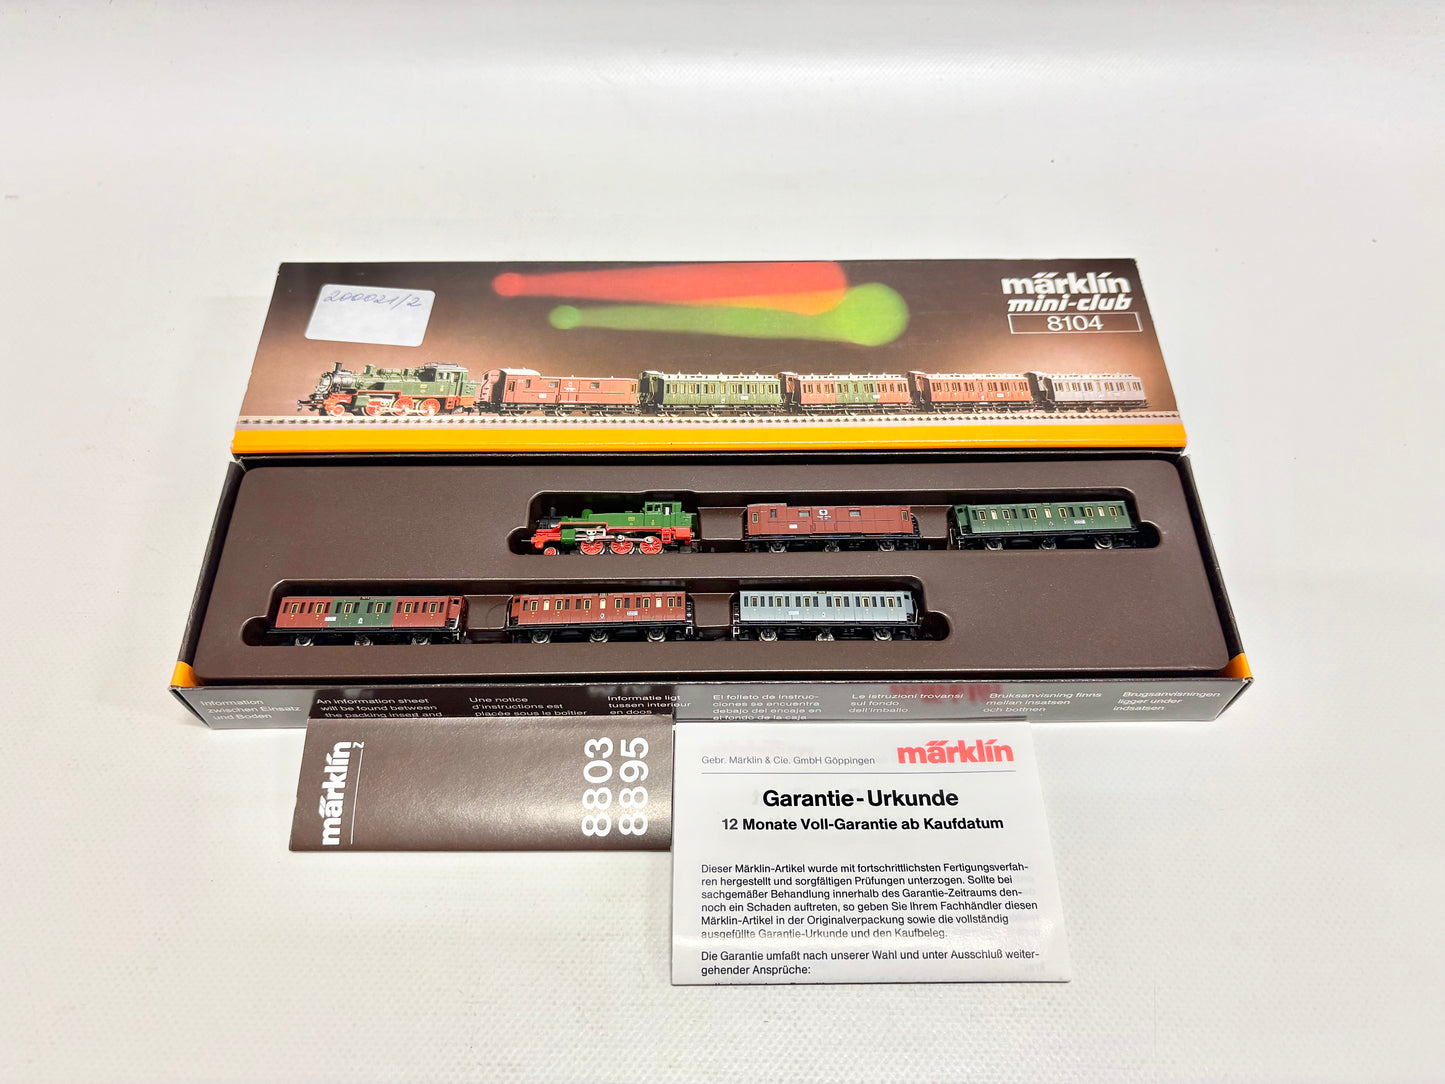 200021/2
märklin
mini-club
8104
Information
zwischen Einsatz
und Boden
An information sheet
will be found between
the packing insert and
Une notice
d'instructions est
placée sous le boîtier
Informatie ligt
tussen interieur
en doos
El folleto de instruc-
ciones se encuentra
debajo del encaje en
el fondo de la caja
Le istruzioni trovansi
sul fondo
dell'imballo
Bruksanvisning finns
mellan insatsen
och bottnen
Brugsanvisningen
ligger under
indsatsen
märklin Z
8803
8895
Gebr. Märklin & Cie. GmbH Göppingen
märklin
Garantie-Urkunde
12 Monate Voll-Garantie ab Kaufdatum
Dieser Märklin-Artikel wurde mit fortschrittlichsten Fertigungsverfah-
ren hergestellt und sorgfältigen Prüfungen unterzogen. Sollte bei
sachgemäßer Behandlung innerhalb des Garantie-Zeitraums den-
noch ein Schaden auftreten, so geben Sie Ihrem Fachhändler diesen
Märklin-Artikel in der Originalverpackung sowie die vollständig
ausgefüllte Garantie-Urkunde und den Kaufbeleg.
Die Garantie umfaßt nach unserer Wahl und unter Ausschluß weiter-
gehender Ansprüche: